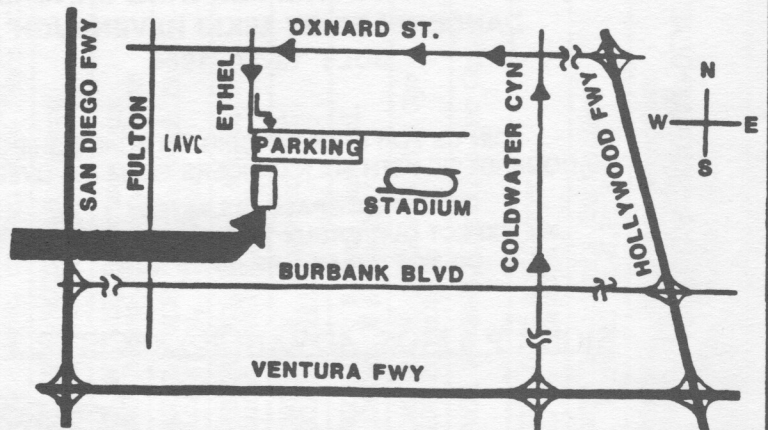 OXNARD ST.
SAN DIEGO FWY
FULTON
LAVC
ETHEL
PARKING
STADIUM
COLDWATER CYN
HOLLYWOOD FWY
N
W E
S
BURBANK BLVD
VENTURA FWY